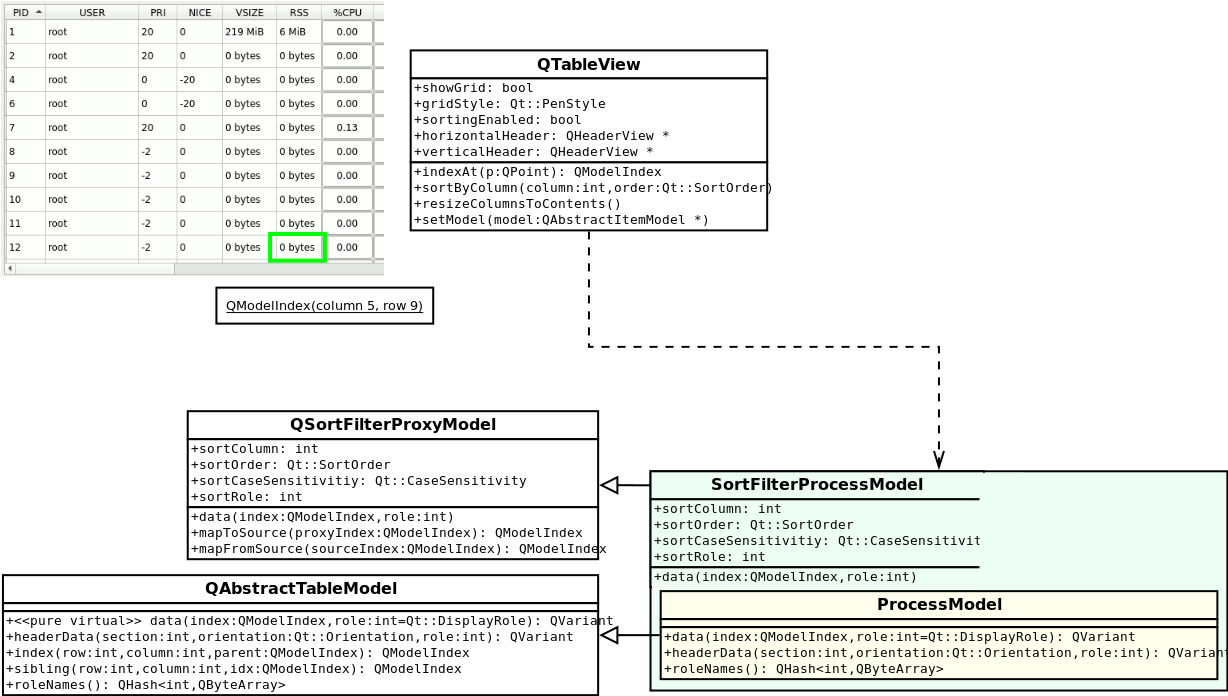 PID USER PRI NICE VSIZE RSS %CPU
1 root 20 0 219 MiB 6 MiB 0.00
2 root 20 0 0 bytes 0 bytes 0.00
4 root 0 -20 0 bytes 0 bytes 0.00
6 root 0 -20 0 bytes 0 bytes 0.00
7 root 20 0 0 bytes 0 bytes 0.13
8 root -2 0 0 bytes 0 bytes 0.00
9 root -2 0 0 bytes 0 bytes 0.00
10 root -2 0 0 bytes 0 bytes 0.00
11 root -2 0 0 bytes 0 bytes 0.00
12 root -2 0 0 bytes 0 bytes 0.00
QModelIndex(column 5, row 9)
QTableView
+showGrid: bool
+gridStyle: Qt::PenStyle
+sortingEnabled: bool
+horizontalHeader: QHeaderView *
+verticalHeader: QHeaderView *
+indexAt(p:QPoint): QModelIndex
+sortByColumn(column:int,order:Qt::SortOrder)
+resizeColumnsToContents()
+setModel(model:QAbstractItemModel *)
QSortFilterProxyModel
+sortColumn: int
+sortOrder: Qt::SortOrder
+sortCaseSensitivitiy: Qt::CaseSensitivity
+sortRole: int
+data(index:QModelIndex,role:int)
+mapToSource(proxyIndex:QModelIndex): QModelIndex
+mapFromSource(sourceIndex:QModelIndex): QModelIndex
QAbstractTableModel
+<<pure virtual>> data(index:QModelIndex,role:int=Qt::DisplayRole): QVariant
+headerData(section:int,orientation:Qt::Orientation,role:int): QVariant
+index(row:int,column:int,parent:QModelIndex): QModelIndex
+sibling(row:int,column:int,idx:QModelIndex): QModelIndex
+roleNames(): QHash<int,QByteArray>
SortFilterProcessModel
+sortColumn: int
+sortOrder: Qt::SortOrder
+sortCaseSensitivitiy: Qt::CaseSensitivit
+sortRole: int
+data(index:QModelIndex,role:int)
ProcessModel
+data(index:QModelIndex,role:int=Qt::DisplayRole): QVariant
+headerData(section:int,orientation:Qt::Orientation,role:int): QVariant
+roleNames(): QHash<int,QByteArray>